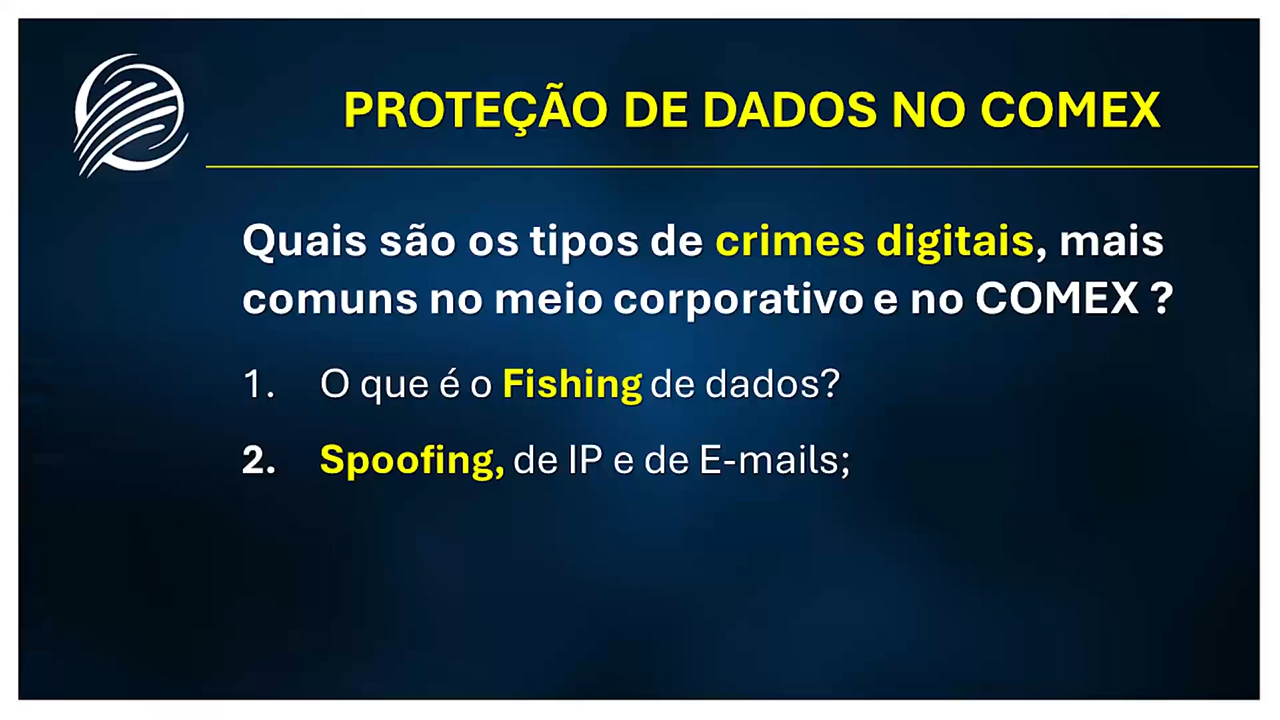 PROTEÇÃO DE DADOS NO COMEX
Quais são os tipos de crimes digitais, mais
comuns no meio corporativo e no COMEX ?
1. O que é o Fishing de dados?
2. Spoofing, de IP e de E-mails;